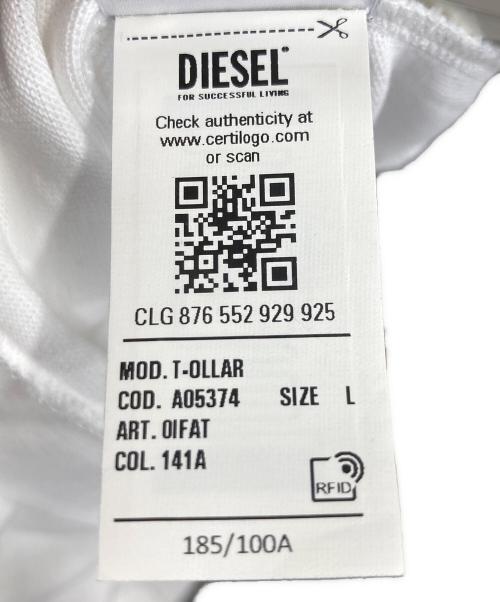 DIESEL
FOR SUCCESSFUL LIVING
Check authenticity at
www.certilogo.com
or scan
CLG 876 552 929 925
MOD. T-OLLAR
COD. A05374 SIZE L
ART. 0IFAT
COL. 141A
RFID
185/100A